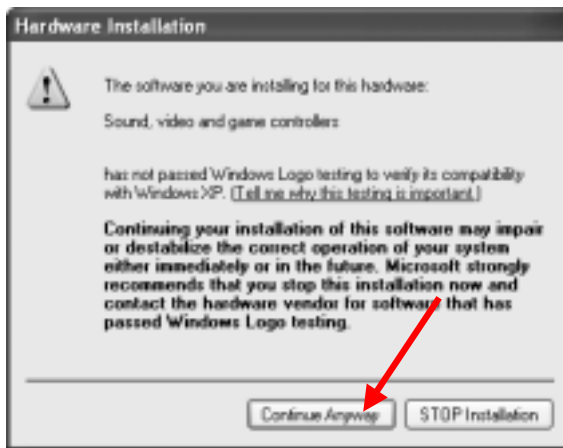 Hardware Installation
The software you are installing for this hardware:
Sound, video and game controllers
has not passed Windows Logo testing to verify its compatibility
with Windows XP. (Tell me why this testing is important.)
Continuing your installation of this software may impair
or destabilize the correct operation of your system
either immediately or in the future. Microsoft strongly
recommends that you stop this installation now and
contact the hardware vendor for software that has
passed Windows Logo testing.
Continue Anyway
STOP Installation